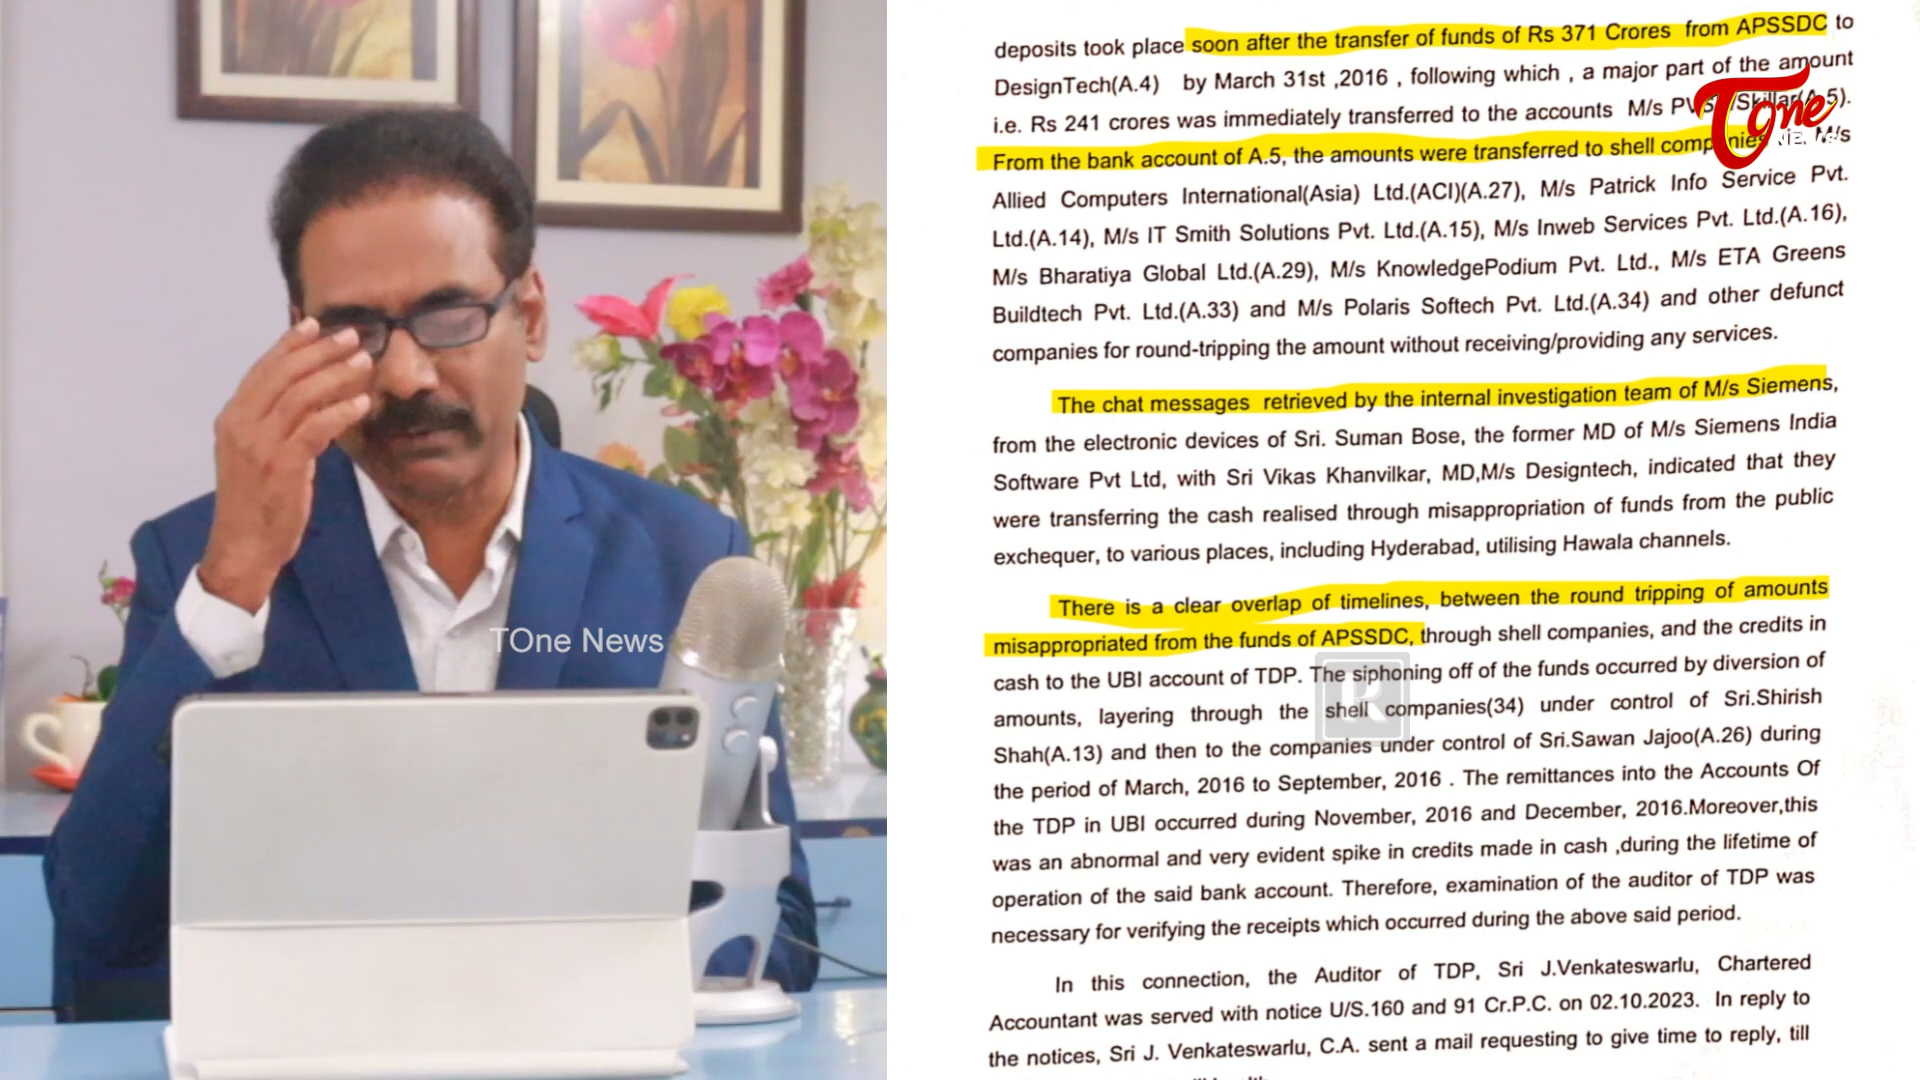 deposits took place soon after the transfer of funds of Rs 371 Crores from APSSDC to
DesignTech(A.4) by March 31st ,2016 , following which , a major part of the amount
i.e. Rs 241 crores was immediately transferred to the accounts M/s PVSP/Skillar(A.5).
From the bank account of A.5, the amounts were transferred to shell companies M/s
Allied Computers International(Asia) Ltd.(ACI)(A.27), M/s Patrick Info Service Pvt.
Ltd.(A.14), M/s IT Smith Solutions Pvt. Ltd.(A.15), M/s Inweb Services Pvt. Ltd.(A.16),
M/s Bharatiya Global Ltd.(A.29), M/s KnowledgePodium Pvt. Ltd., M/s ETA Greens
Buildtech Pvt. Ltd.(A.33) and M/s Polaris Softech Pvt. Ltd.(A.34) and other defunct
companies for round-tripping the amount without receiving/providing any services.
The chat messages retrieved by the internal investigation team of M/s Siemens,
from the electronic devices of Sri. Suman Bose, the former MD of M/s Siemens India
Software Pvt Ltd, with Sri Vikas Khanvilkar, MD,M/s Designtech, indicated that they
were transferring the cash realised through misappropriation of funds from the public
exchequer, to various places, including Hyderabad, utilising Hawala channels.
There is a clear overlap of timelines, between the round tripping of amounts
misappropriated from the funds of APSSDC, through shell companies, and the credits in
cash to the UBI account of TDP. The siphoning off of the funds occurred by diversion of
amounts, layering through the shell companies(34) under control of Sri.Shirish
Shah(A.13) and then to the companies under control of Sri.Sawan Jajoo(A.26) during
the period of March, 2016 to September, 2016 . The remittances into the Accounts Of
the TDP in UBI occurred during November, 2016 and December, 2016.Moreover,this
was an abnormal and very evident spike in credits made in cash ,during the lifetime of
operation of the said bank account. Therefore, examination of the auditor of TDP was
necessary for verifying the receipts which occurred during the above said period.
In this connection, the Auditor of TDP, Sri J.Venkateswarlu, Chartered
Accountant was served with notice U/S.160 and 91 Cr.P.C. on 02.10.2023. In reply to
the notices, Sri J. Venkateswarlu, C.A. sent a mail requesting to give time to reply, till
TOne NEWS
TOne News
R